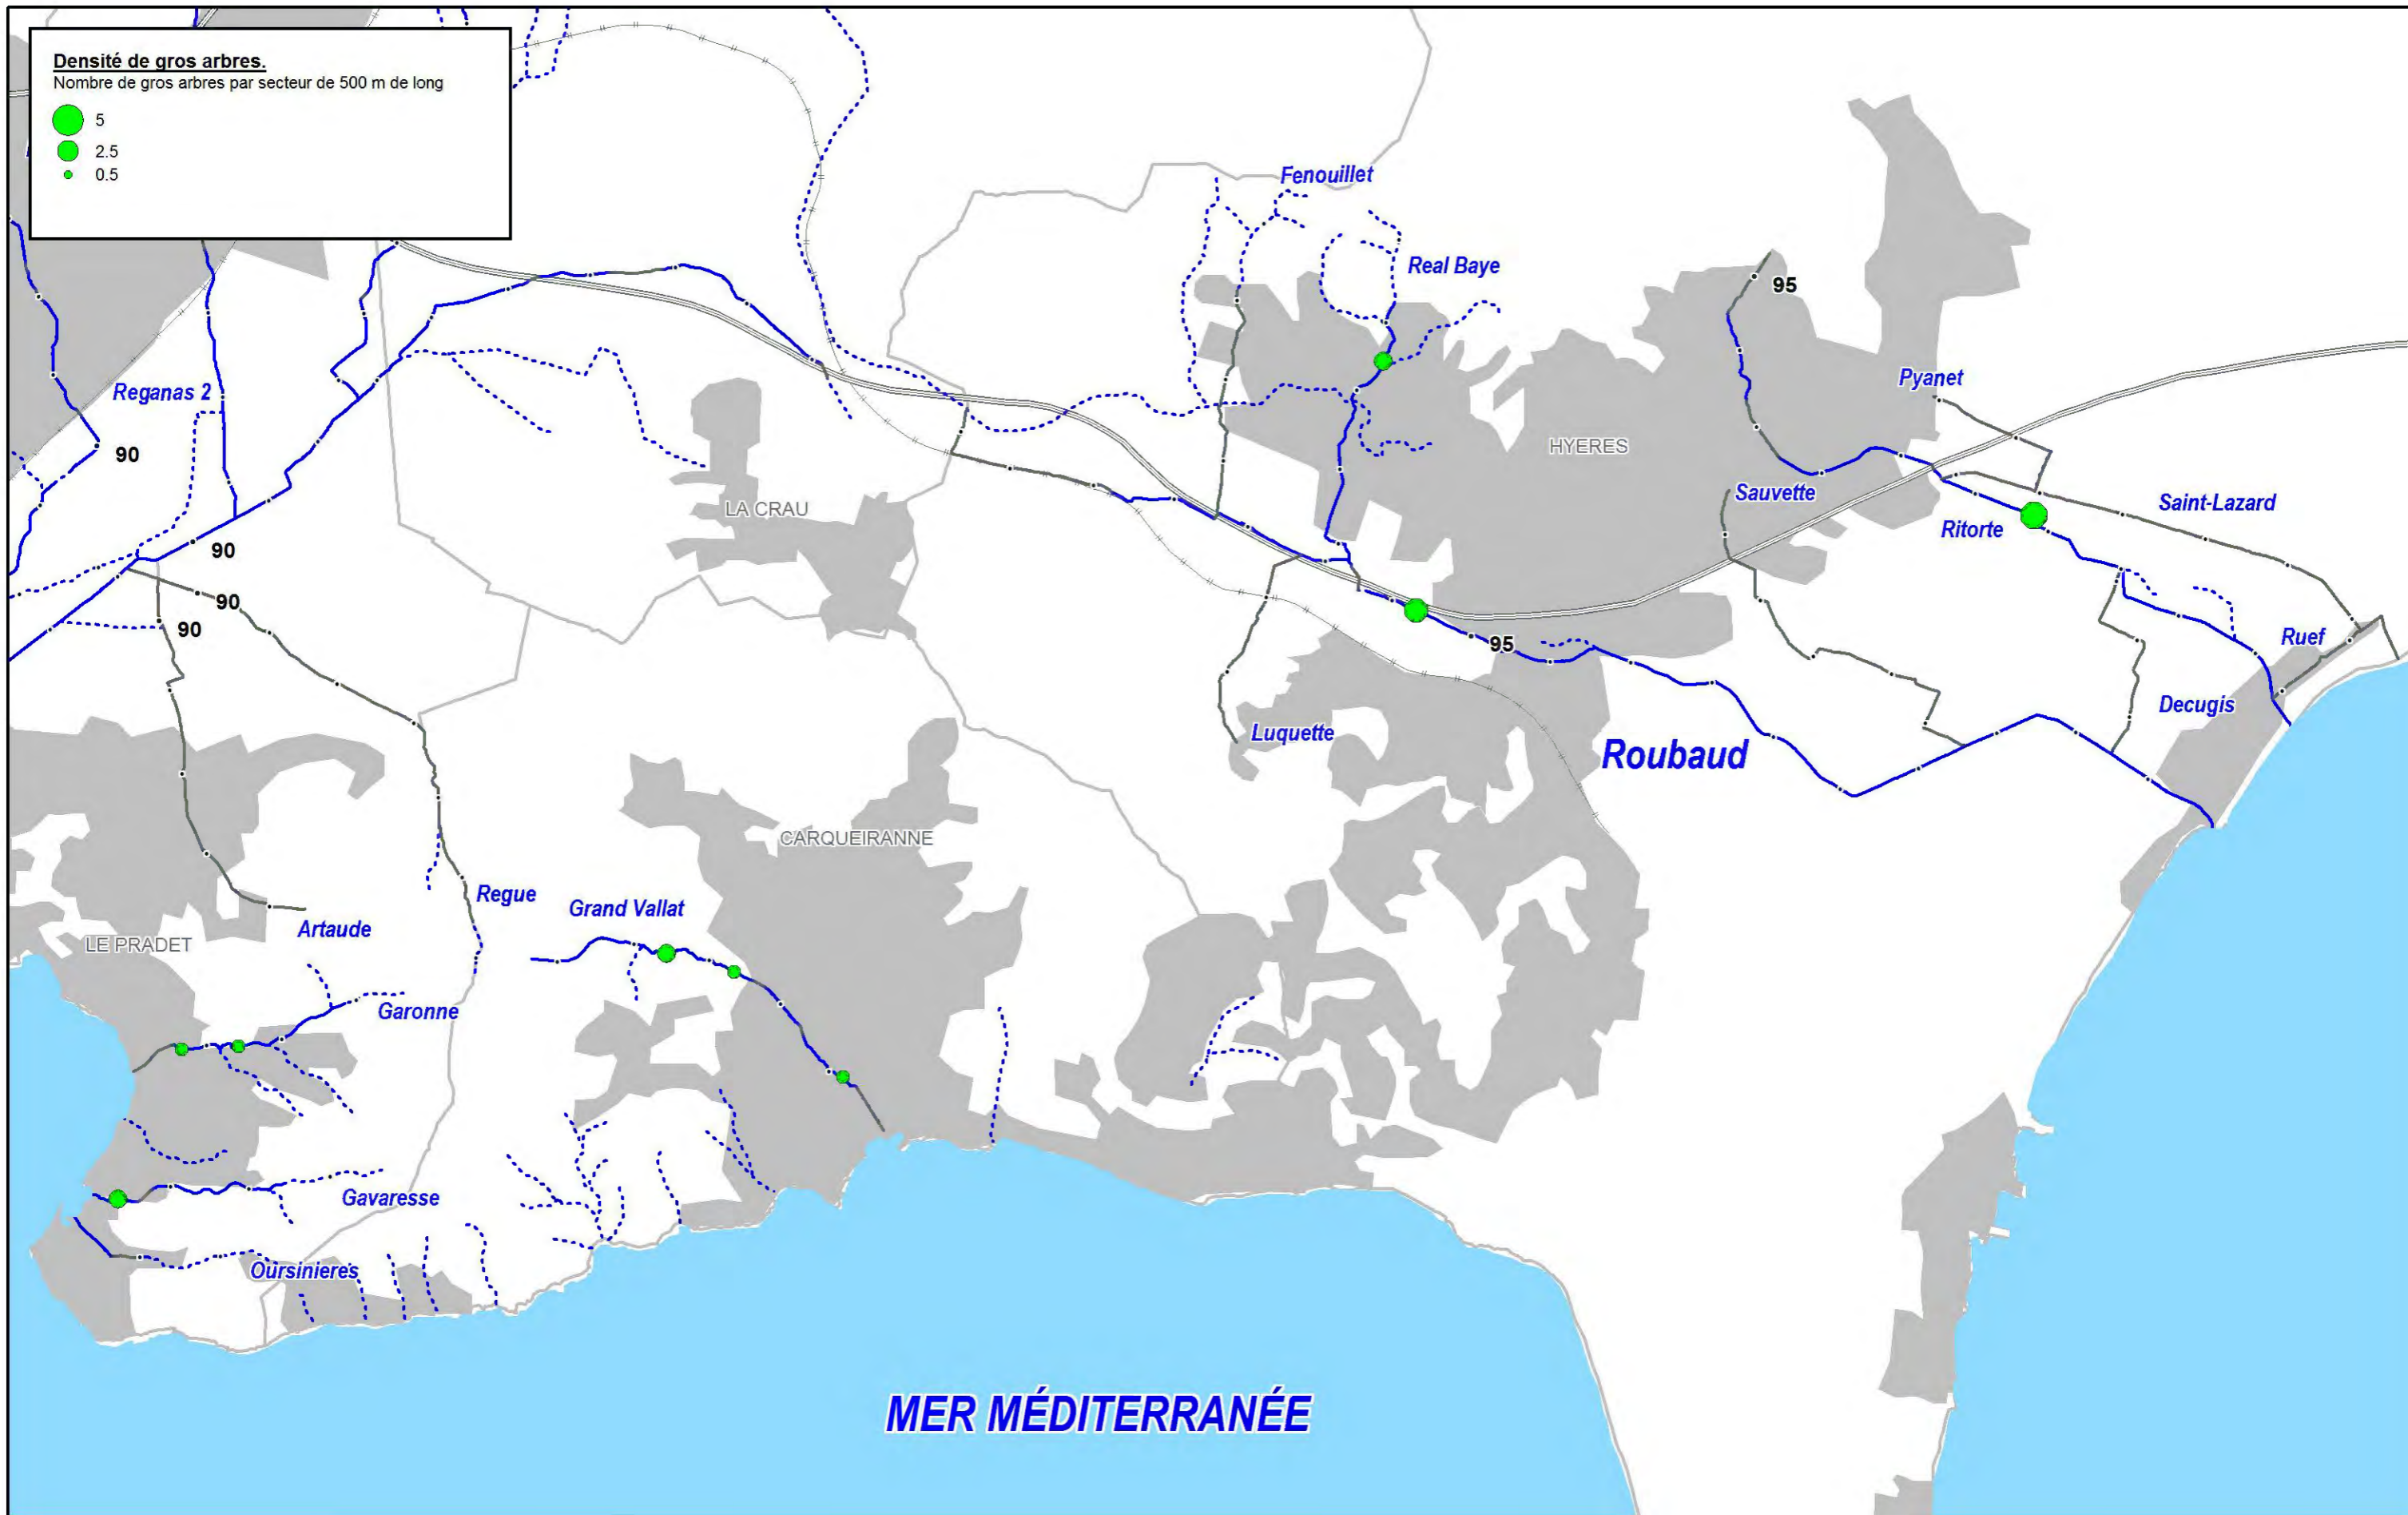 Densité de gros arbres.
Nombre de gros arbres par secteur de 500 m de long
5
2.5
0.5
Fenouillet
Real Baye
95
Pyanet
Reganas 2
HYERES
90
Sauvette
Saint-Lazard
LA CRAU
Ritorte
90
90
90
95
Ruef
Decugis
Luquette
Roubaud
CARQUEIRANNE
Regue
Grand Vallat
Artaude
LE PRADET
Garonne
Gavaresse
Oursinieres
MER MÉDITERRANÉE